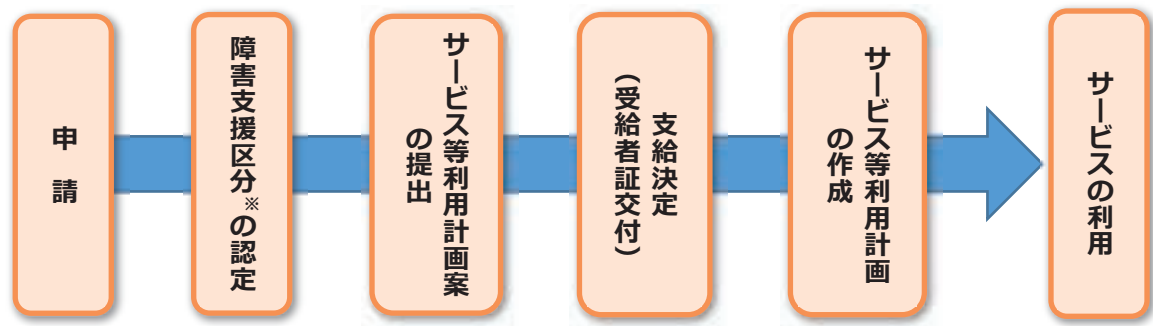 申請
障害支援区分※の認定
サービス等利用計画案
の提出
支給決定
（受給者証交付）
サービス等利用計画
の作成
サービスの利用